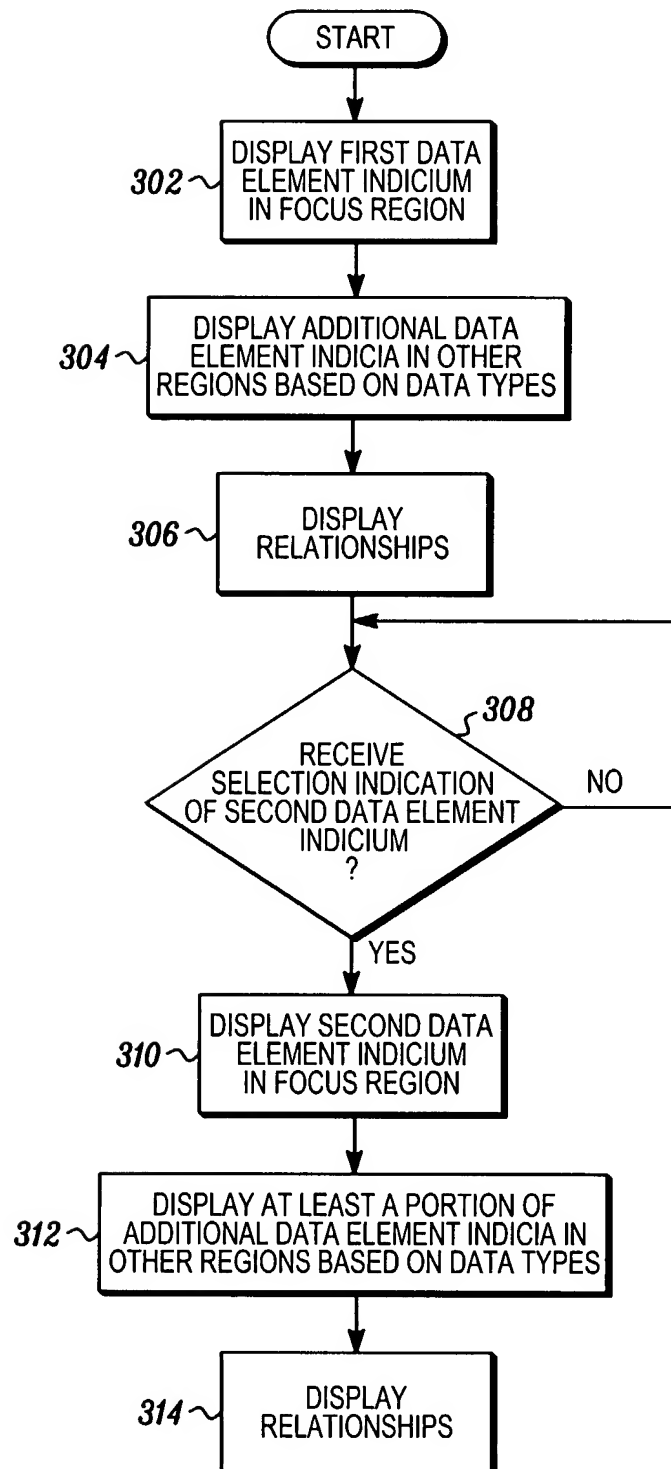 START
DISPLAY FIRST DATA
ELEMENT INDICIUM
IN FOCUS REGION
302
DISPLAY ADDITIONAL DATA
ELEMENT INDICIA IN OTHER
REGIONS BASED ON DATA TYPES
304
DISPLAY
RELATIONSHIPS
306
308
RECEIVE
SELECTION INDICATION
OF SECOND DATA ELEMENT
INDICIUM
?
NO
YES
DISPLAY SECOND DATA
ELEMENT INDICIUM
IN FOCUS REGION
310
DISPLAY AT LEAST A PORTION OF
ADDITIONAL DATA ELEMENT INDICIA IN
OTHER REGIONS BASED ON DATA TYPES
312
DISPLAY
RELATIONSHIPS
314